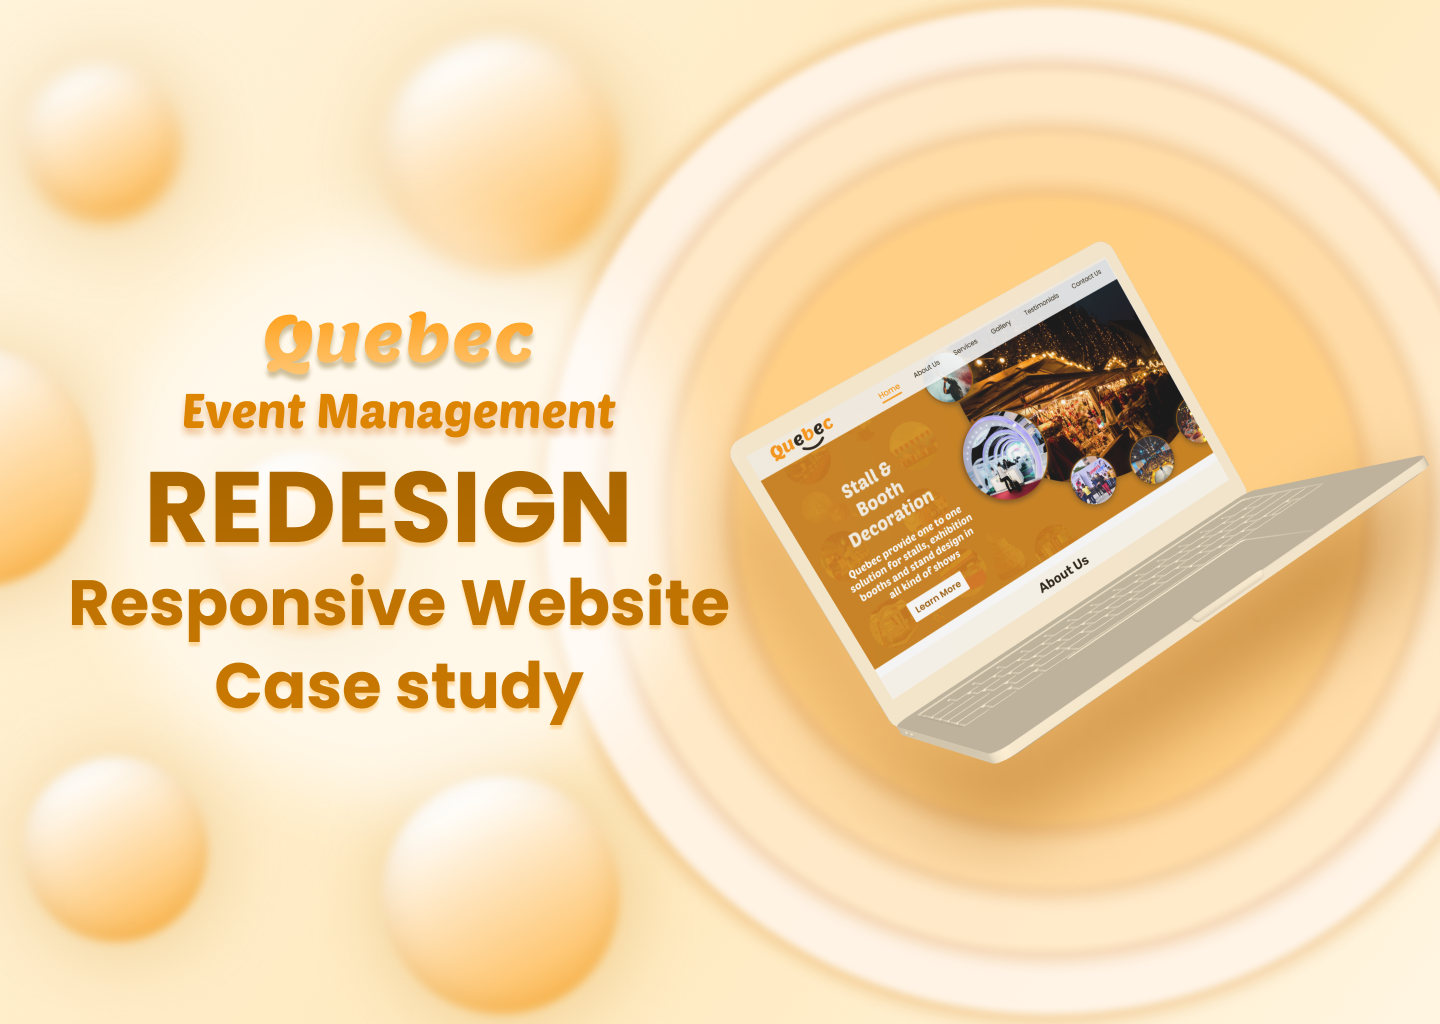 Quebec
Event Management
REDESIGN
Responsive Website
Case study
Quebec
Home
About Us
Services
Gallery
Testimonials
Contact Us
Stall &
Booth
Decoration
Quebec provide one to one
solution for stalls, exhibition
booths and stand design in
all kind of shows
Learn More
About Us